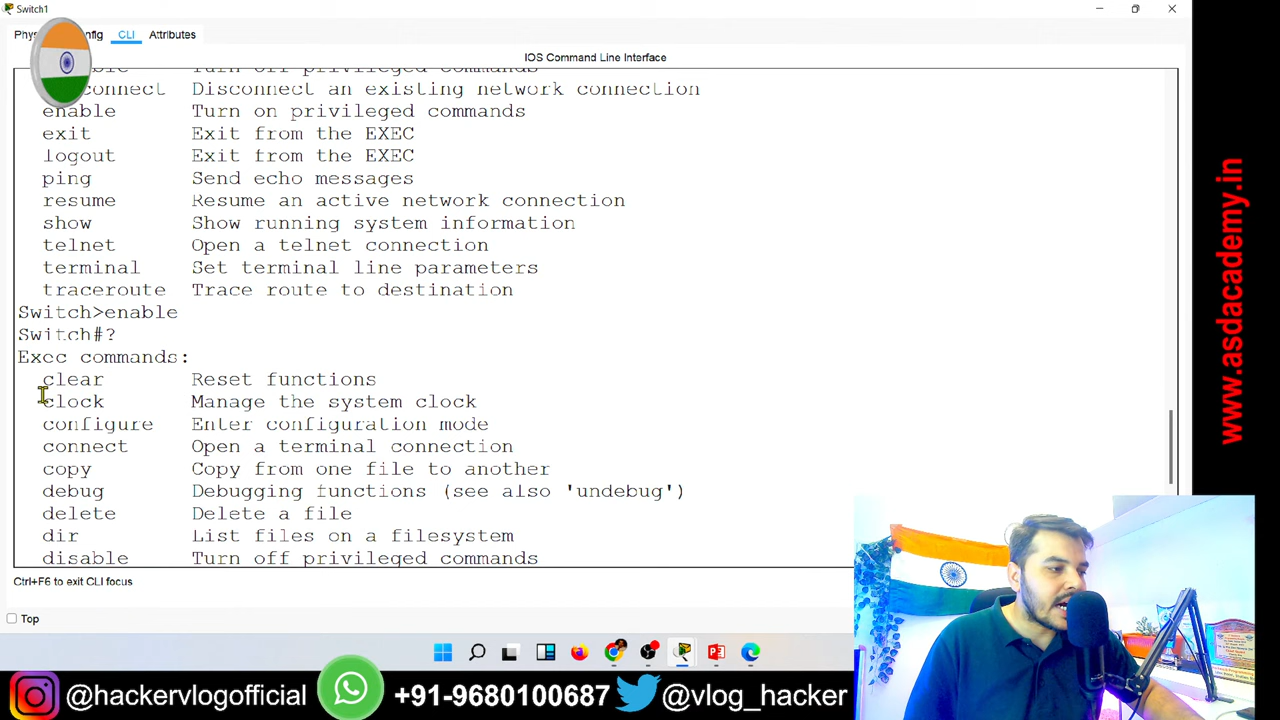 Switch1
CLI
Attributes
IOS Command Line Interface
Turn off privileged commands
Disconnect an existing network connection
enable Turn on privileged commands
exit Exit from the EXEC
logout Exit from the EXEC
ping Send echo messages
resume Resume an active network connection
show Show running system information
telnet Open a telnet connection
terminal Set terminal line parameters
traceroute Trace route to destination
Switch>enable
Switch#?
Exec commands:
clear Reset functions
clock Manage the system clock
configure Enter configuration mode
connect Open a terminal connection
copy Copy from one file to another
debug Debugging functions (see also 'undebug')
delete Delete a file
dir List files on a filesystem
disable Turn off privileged commands
Ctrl+F6 to exit CLI focus
Top
www.asdacademy.in
@hackervlogofficial
+91-9680100687
@vlog_hacker